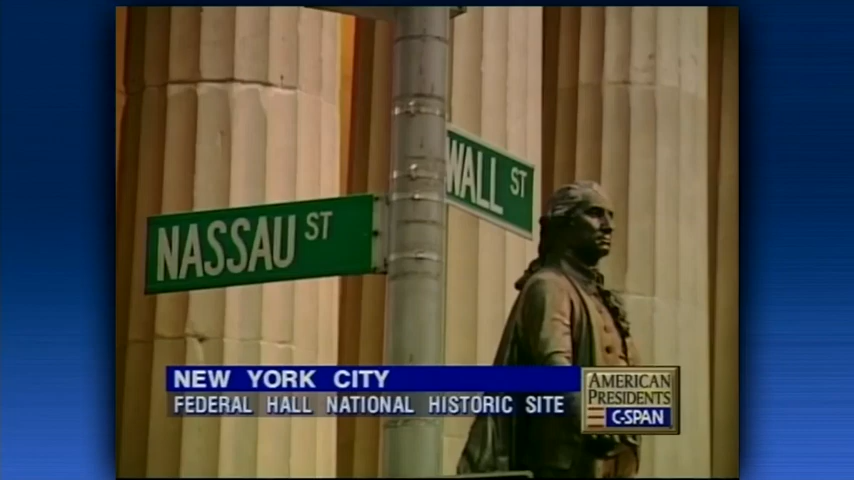 NASSAU ST
WALL ST
NEW YORK CITY
FEDERAL HALL NATIONAL HISTORIC SITE
AMERICAN
PRESIDENTS
C-SPAN